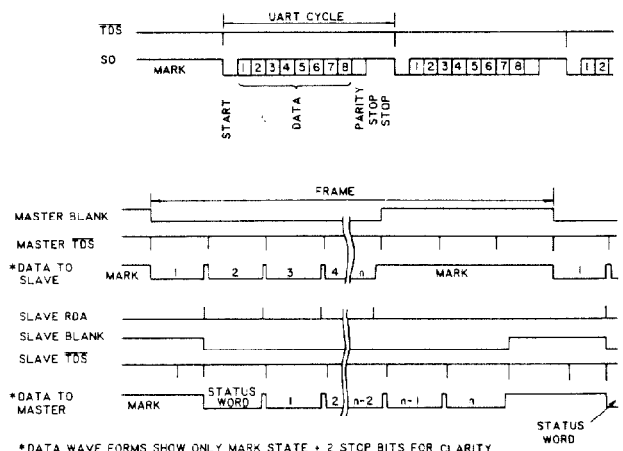 UART CYCLE
TDS
SO
MARK
1 2 3 4 5 6 7 8
1 2 3 4 5 6 7 8
1 2
START
DATA
PARITY
STOP
STOP
FRAME
MASTER BLANK
MASTER TDS
*DATA TO
SLAVE
MARK
1 2 3 4 n
MARK
1
SLAVE RDA
SLAVE BLANK
SLAVE TDS
*DATA TO
MASTER
MARK
STATUS
WORD
1 2 n-2 n-1 n
STATUS
WORD
*DATA WAVE FORMS SHOW ONLY MARK STATE + 2 STOP BITS FOR CLARITY